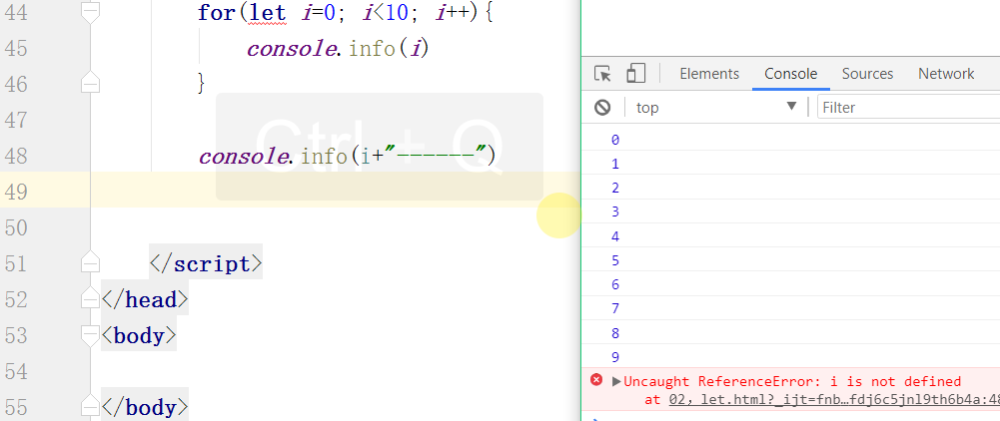 44 for(let i=0; i<10; i++){
45 console.info(i)
46 }
47
48 console.info(i+"------")
49
50
51 </script>
52 </head>
53 <body>
54
55 </body>
Ctrl + Q
Elements Console Sources Network
top Filter
0
1
2
3
4
5
6
7
8
9
Uncaught ReferenceError: i is not defined
at 02，let.html?_ijt=fnb…fdj6c5jnl9th6b4a:48